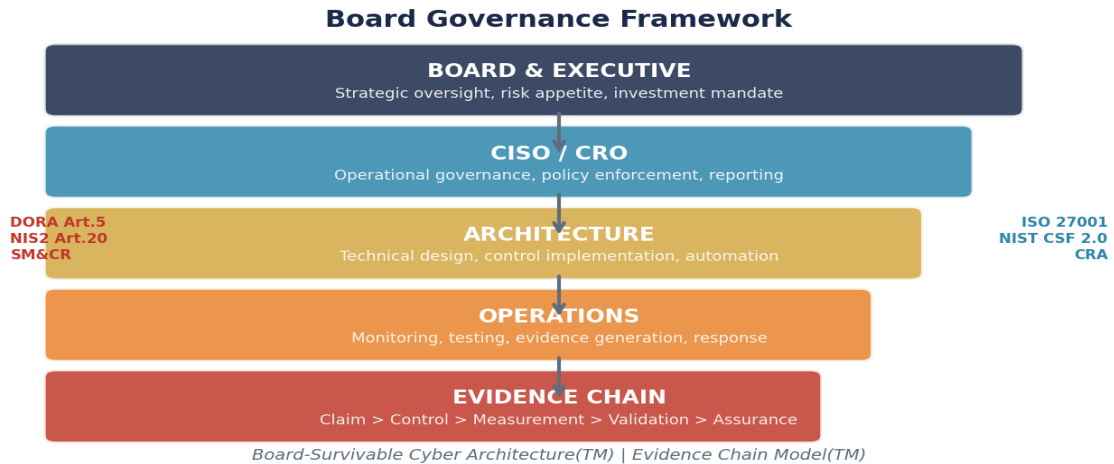 Board Governance Framework
BOARD & EXECUTIVE
Strategic oversight, risk appetite, investment mandate
CISO / CRO
Operational governance, policy enforcement, reporting
DORA Art.5
NIS2 Art.20
SM&CR
ARCHITECTURE
Technical design, control implementation, automation
ISO 27001
NIST CSF 2.0
CRA
OPERATIONS
Monitoring, testing, evidence generation, response
EVIDENCE CHAIN
Claim > Control > Measurement > Validation > Assurance
Board-Survivable Cyber Architecture(TM) | Evidence Chain Model(TM)